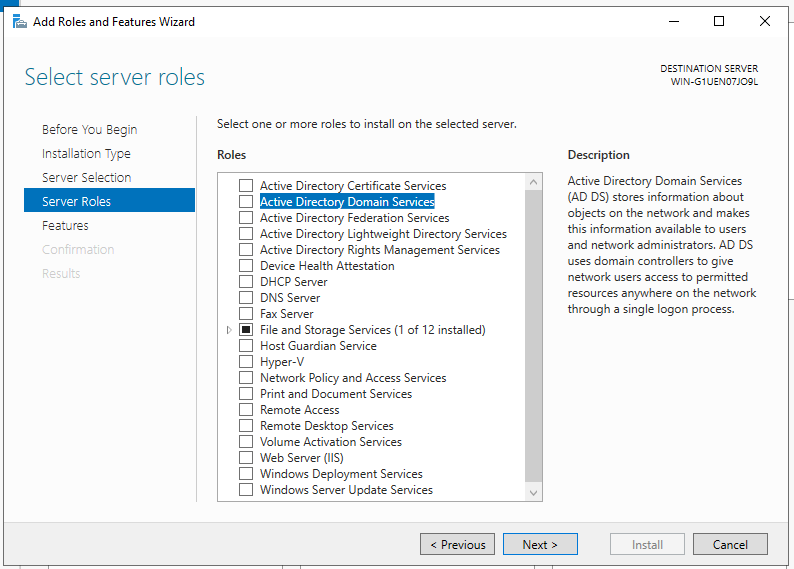 Add Roles and Features Wizard
Select server roles
DESTINATION SERVER
WIN-G1UEN07JO9L
Before You Begin
Installation Type
Server Selection
Server Roles
Features
Confirmation
Results
Select one or more roles to install on the selected server.
Roles
Active Directory Certificate Services
Active Directory Domain Services
Active Directory Federation Services
Active Directory Lightweight Directory Services
Active Directory Rights Management Services
Device Health Attestation
DHCP Server
DNS Server
Fax Server
File and Storage Services (1 of 12 installed)
Host Guardian Service
Hyper-V
Network Policy and Access Services
Print and Document Services
Remote Access
Remote Desktop Services
Volume Activation Services
Web Server (IIS)
Windows Deployment Services
Windows Server Update Services
Description
Active Directory Domain Services
(AD DS) stores information about
objects on the network and makes
this information available to users
and network administrators. AD DS
uses domain controllers to give
network users access to permitted
resources anywhere on the network
through a single logon process.
< Previous
Next >
Install
Cancel